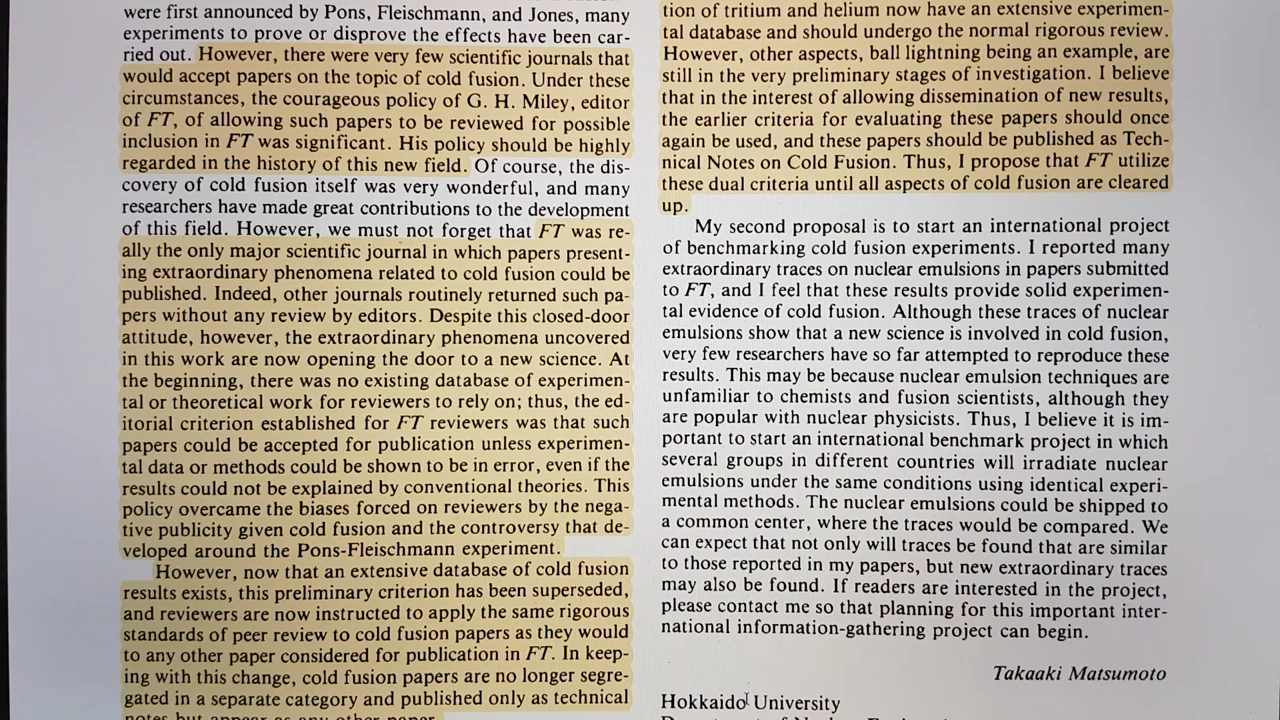 were first announced by Pons, Fleischmann, and Jones, many
experiments to prove or disprove the effects have been car-
ried out. However, there were very few scientific journals that
would accept papers on the topic of cold fusion. Under these
circumstances, the courageous policy of G. H. Miley, editor
of FT, of allowing such papers to be reviewed for possible
inclusion in FT was significant. His policy should be highly
regarded in the history of this new field. Of course, the dis-
covery of cold fusion itself was very wonderful, and many
researchers have made great contributions to the development
of this field. However, we must not forget that FT was re-
ally the only major scientific journal in which papers present-
ing extraordinary phenomena related to cold fusion could be
published. Indeed, other journals routinely returned such pa-
pers without any review by editors. Despite this closed-door
attitude, however, the extraordinary phenomena uncovered
in this work are now opening the door to a new science. At
the beginning, there was no existing database of experimen-
tal or theoretical work for reviewers to rely on; thus, the ed-
itorial criterion established for FT reviewers was that such
papers could be accepted for publication unless experimen-
tal data or methods could be shown to be in error, even if the
results could not be explained by conventional theories. This
policy overcame the biases forced on reviewers by the nega-
tive publicity given cold fusion and the controversy that de-
veloped around the Pons-Fleischmann experiment.
However, now that an extensive database of cold fusion
results exists, this preliminary criterion has been superseded,
and reviewers are now instructed to apply the same rigorous
standards of peer review to cold fusion papers as they would
to any other paper considered for publication in FT. In keep-
ing with this change, cold fusion papers are no longer segre-
gated in a separate category and published only as technical
notes but appear as any other paper.
tion of tritium and helium now have an extensive experimen-
tal database and should undergo the normal rigorous review.
However, other aspects, ball lightning being an example, are
still in the very preliminary stages of investigation. I believe
that in the interest of allowing dissemination of new results,
the earlier criteria for evaluating these papers should once
again be used, and these papers should be published as Tech-
nical Notes on Cold Fusion. Thus, I propose that FT utilize
these dual criteria until all aspects of cold fusion are cleared
up.
My second proposal is to start an international project
of benchmarking cold fusion experiments. I reported many
extraordinary traces on nuclear emulsions in papers submitted
to FT, and I feel that these results provide solid experimen-
tal evidence of cold fusion. Although these traces of nuclear
emulsions show that a new science is involved in cold fusion,
very few researchers have so far attempted to reproduce these
results. This may be because nuclear emulsion techniques are
unfamiliar to chemists and fusion scientists, although they
are popular with nuclear physicists. Thus, I believe it is im-
portant to start an international benchmark project in which
several groups in different countries will irradiate nuclear
emulsions under the same conditions using identical experi-
mental methods. The nuclear emulsions could be shipped to
a common center, where the traces would be compared. We
can expect that not only will traces be found that are similar
to those reported in my papers, but new extraordinary traces
may also be found. If readers are interested in the project,
please contact me so that planning for this important inter-
national information-gathering project can begin.
Takaaki Matsumoto
Hokkaido University